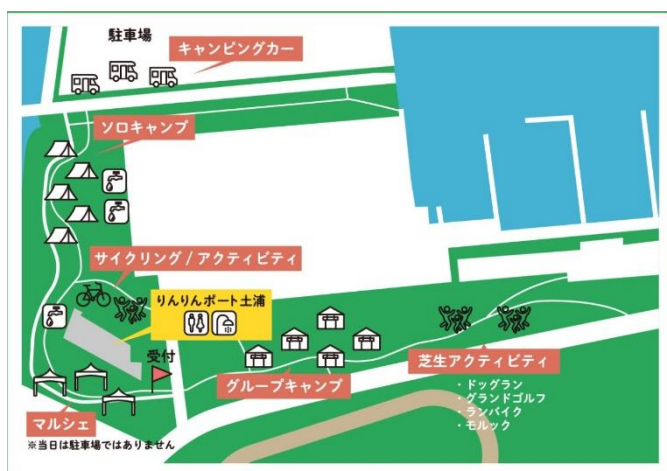 駐車場
キャンピングカー
ソロキャンプ
サイクリング / アクティビティ
りんりんポート土浦
受付
グループキャンプ
芝生アクティビティ
・ドッグラン
・グランドゴルフ
・ランバイク
・モルック
マルシェ
※当日は駐車場ではありません